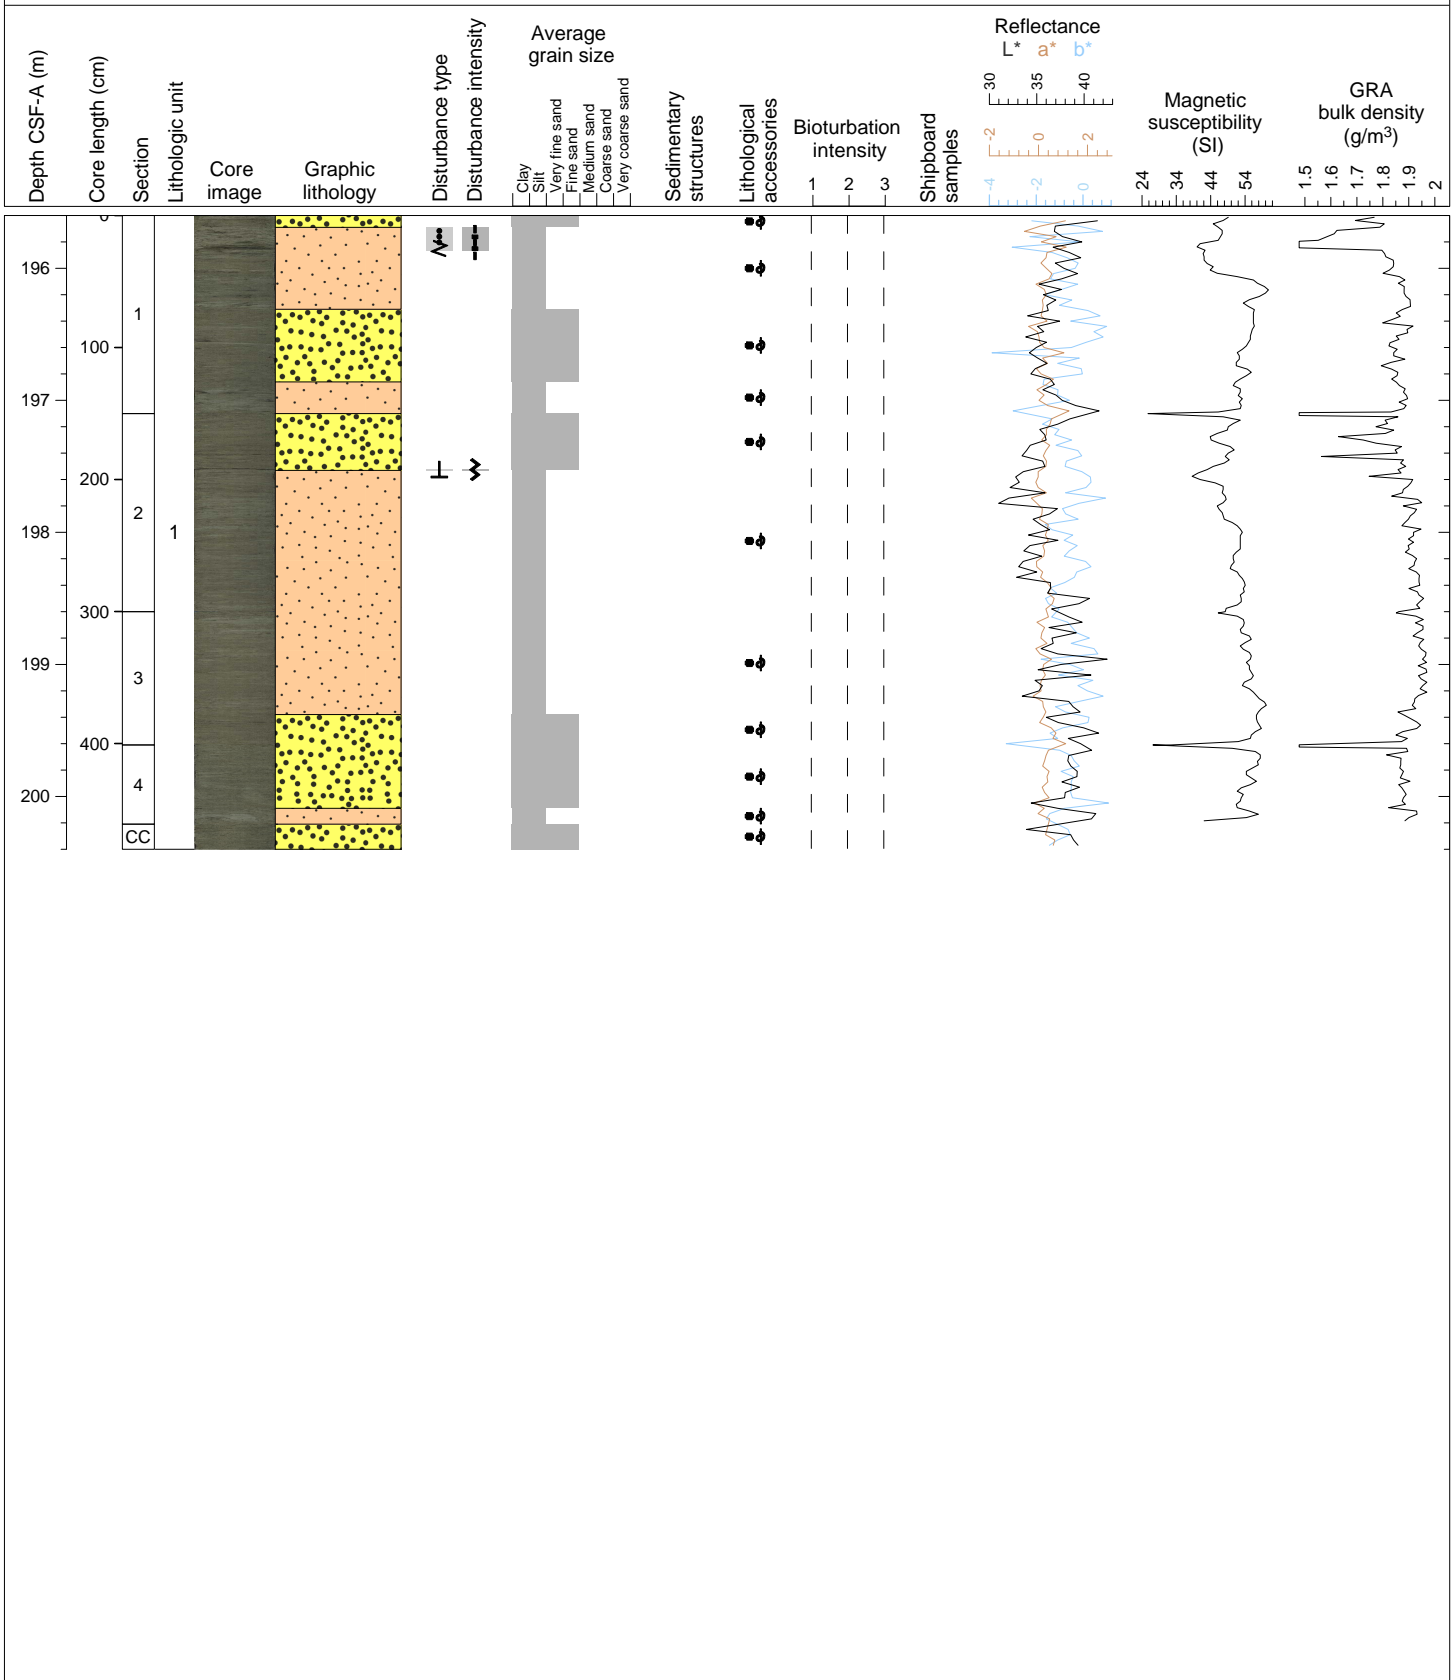 Depth CSF-A (m)
Core length (cm)
Section
Lithologic unit
Core
image
Graphic
lithology
Disturbance type
Disturbance intensity
Average
grain size
Clay
Silt
Very fine sand
Fine sand
Medium sand
Coarse sand
Very coarse sand
Sedimentary
structures
Lithological
accessories
Bioturbation
intensity
1 2 3
Shipboard
samples
Reflectance
L* a* b*
30 35 40
-2 0 2
-4 -2 0
Magnetic
susceptibility
(SI)
24 34 44 54
GRA
bulk density
(g/m³)
1.5 1.6 1.7 1.8 1.9 2
0
196
1
100
197
200
2
198
1
300
199
3
400
4
200
CC